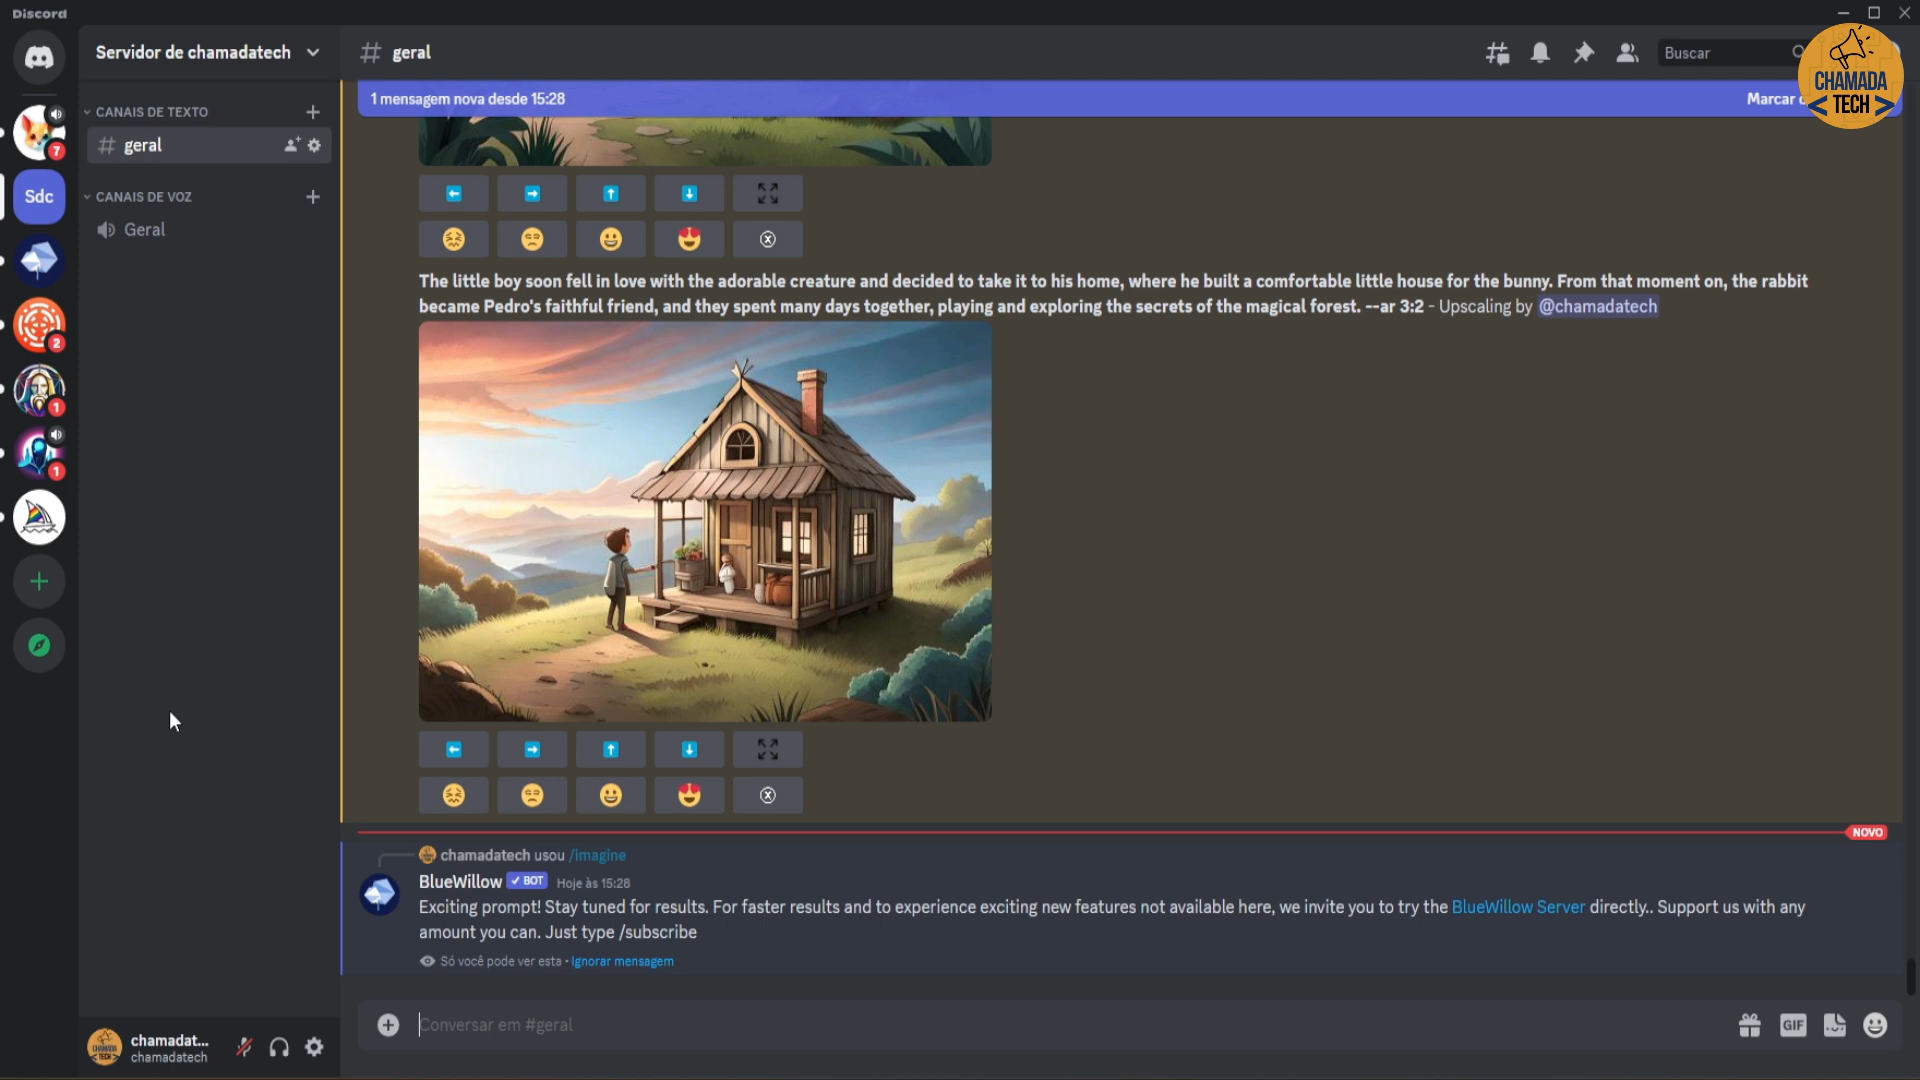 Discord
Servidor de chamadatech
geral
Buscar
CHAMADA
< TECH >
1 mensagem nova desde 15:28
Marcar
CANAIS DE TEXTO
geral
CANAIS DE VOZ
Geral
7
Sdc
2
1
1
The little boy soon fell in love with the adorable creature and decided to take it to his home, where he built a comfortable little house for the bunny. From that moment on, the rabbit
became Pedro's faithful friend, and they spent many days together, playing and exploring the secrets of the magical forest. --ar 3:2 - Upscaling by @chamadatech
NOVO
chamadatech usou /imagine
BlueWillow ✓ BOT Hoje às 15:28
Exciting prompt! Stay tuned for results. For faster results and to experience exciting new features not available here, we invite you to try the BlueWillow Server directly.. Support us with any
amount you can. Just type /subscribe
Só você pode ver esta • Ignorar mensagem
Conversar em #geral
GIF
chamadat...
chamadatech
CHAMADA
< TECH >